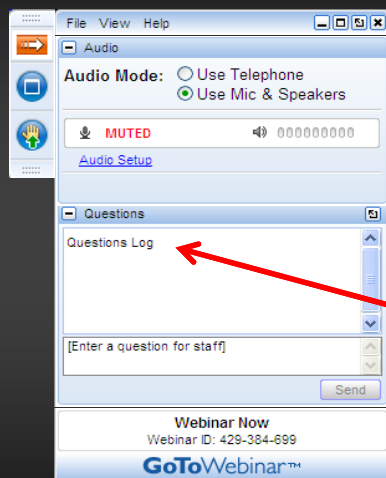 File View Help
Audio
Audio Mode: Use Telephone
Use Mic & Speakers
MUTED 000000000
Audio Setup
Questions
Questions Log
[Enter a question for staff]
Send
Webinar Now
Webinar ID: 429-384-699
GoToWebinar™